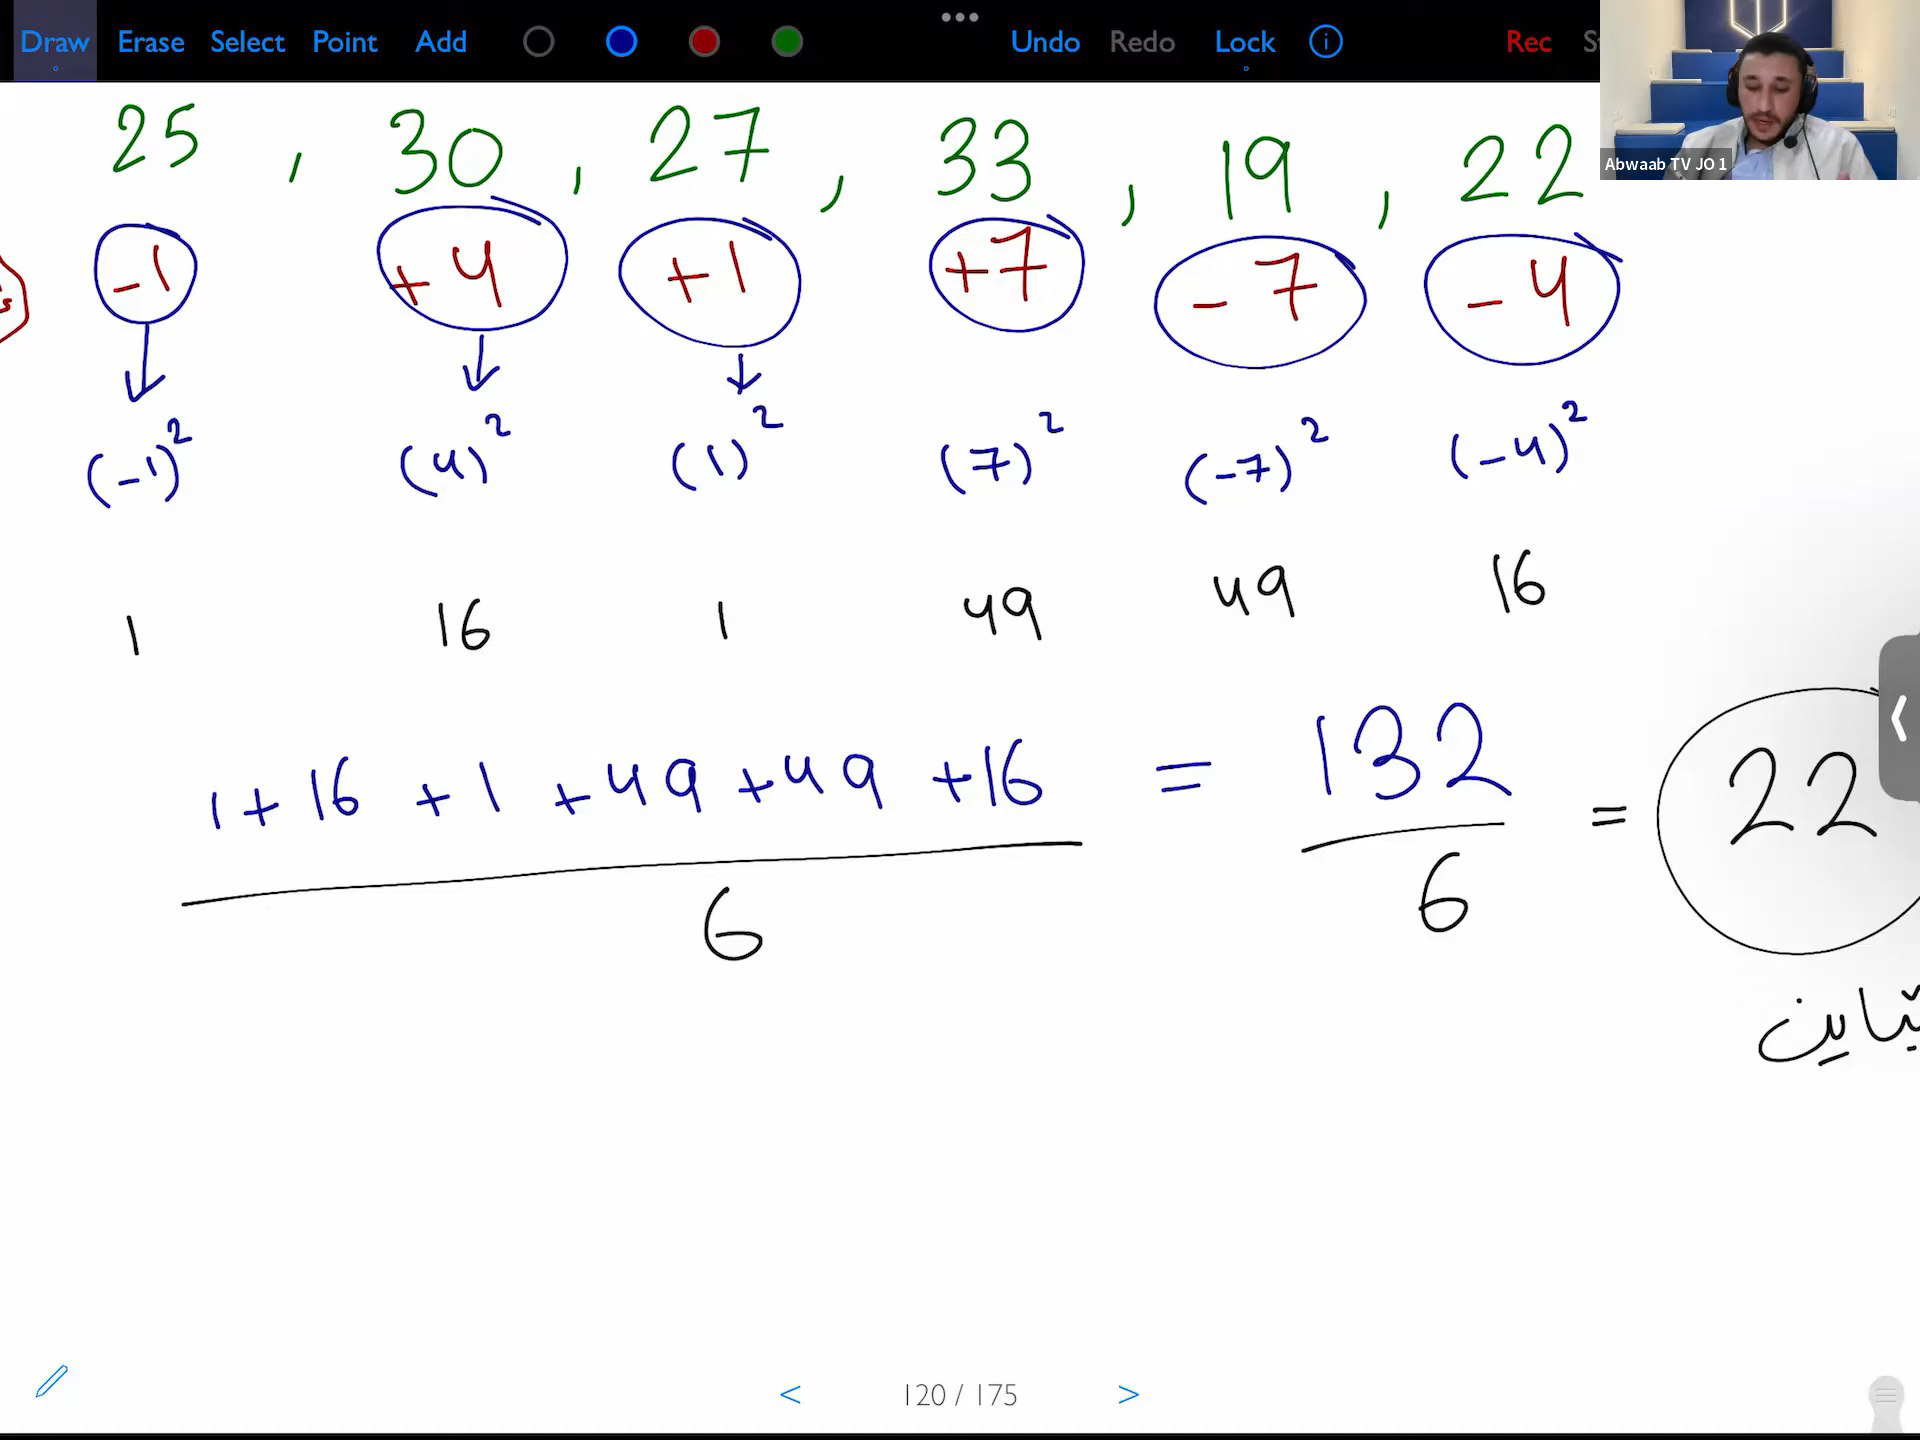 Draw Erase Select Point Add Undo Redo Lock Rec
Abwaab TV JO 1
25 , 30 , 27 , 33 , 19 , 22
-1 +4 +1 +7 -7 -4
(-1)² (4)² (1)² (7)² (-7)² (-4)²
1 16 1 49 49 16
1+16+1+49+49+16 = 132 = 22
6 6
تباين
< 120 / 175 >